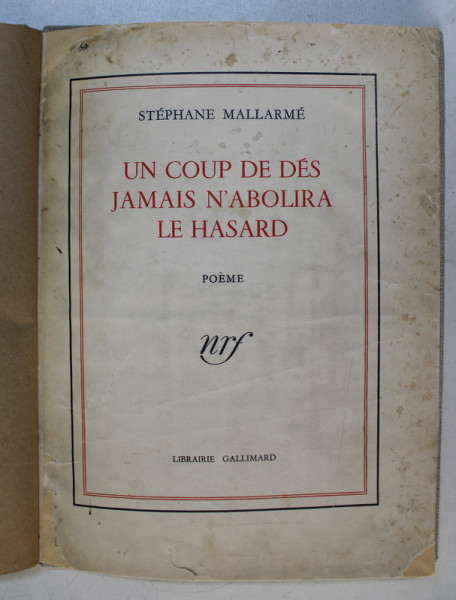 STÉPHANE MALLARMÉ
UN COUP DE DÉS
JAMAIS N'ABOLIRA
LE HASARD
POÈME
nrf
LIBRAIRIE GALLIMARD